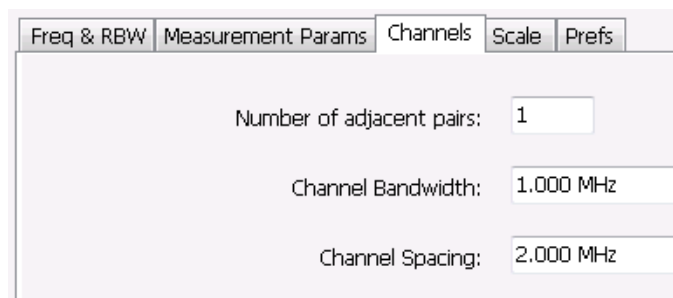 Freq & RBW Measurement Params Channels Scale Prefs
Number of adjacent pairs: 1
Channel Bandwidth: 1.000 MHz
Channel Spacing: 2.000 MHz